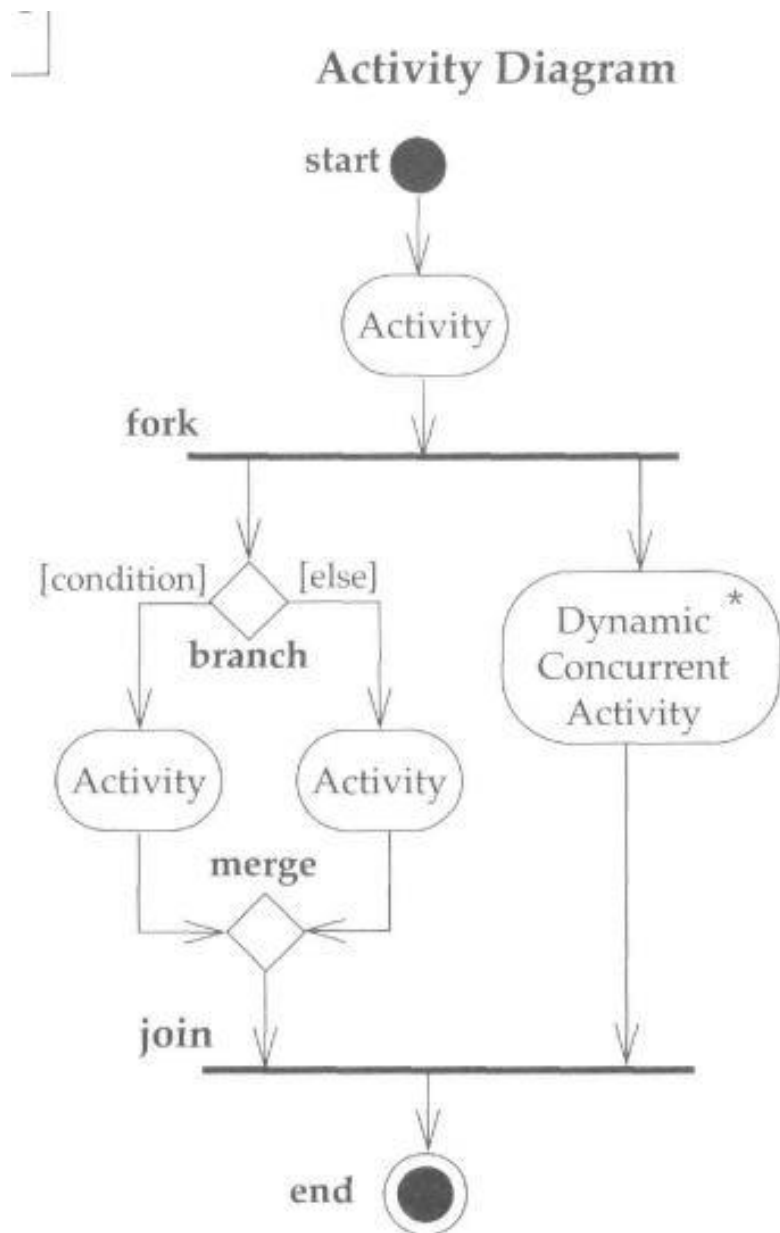 Activity Diagram
start
Activity
fork
[condition]
[else]
branch
Dynamic *
Concurrent
Activity
Activity
Activity
merge
join
end